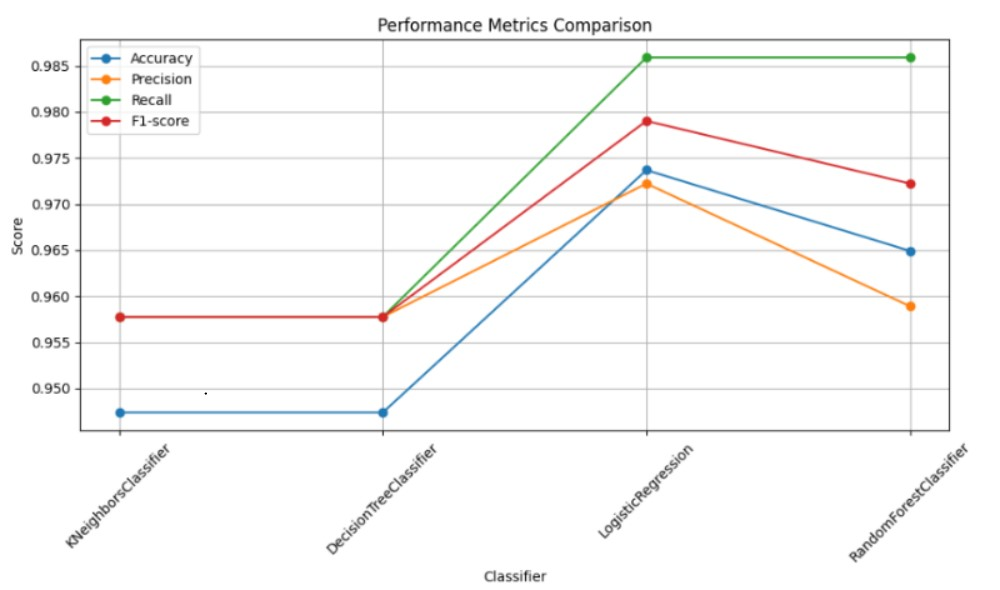 Performance Metrics Comparison
Accuracy
Precision
Recall
F1-score
0.985
0.980
0.975
0.970
0.965
0.960
0.955
0.950
Score
KNeighborsClassifier
DecisionTreeClassifier
LogisticRegression
RandomForestClassifier
Classifier